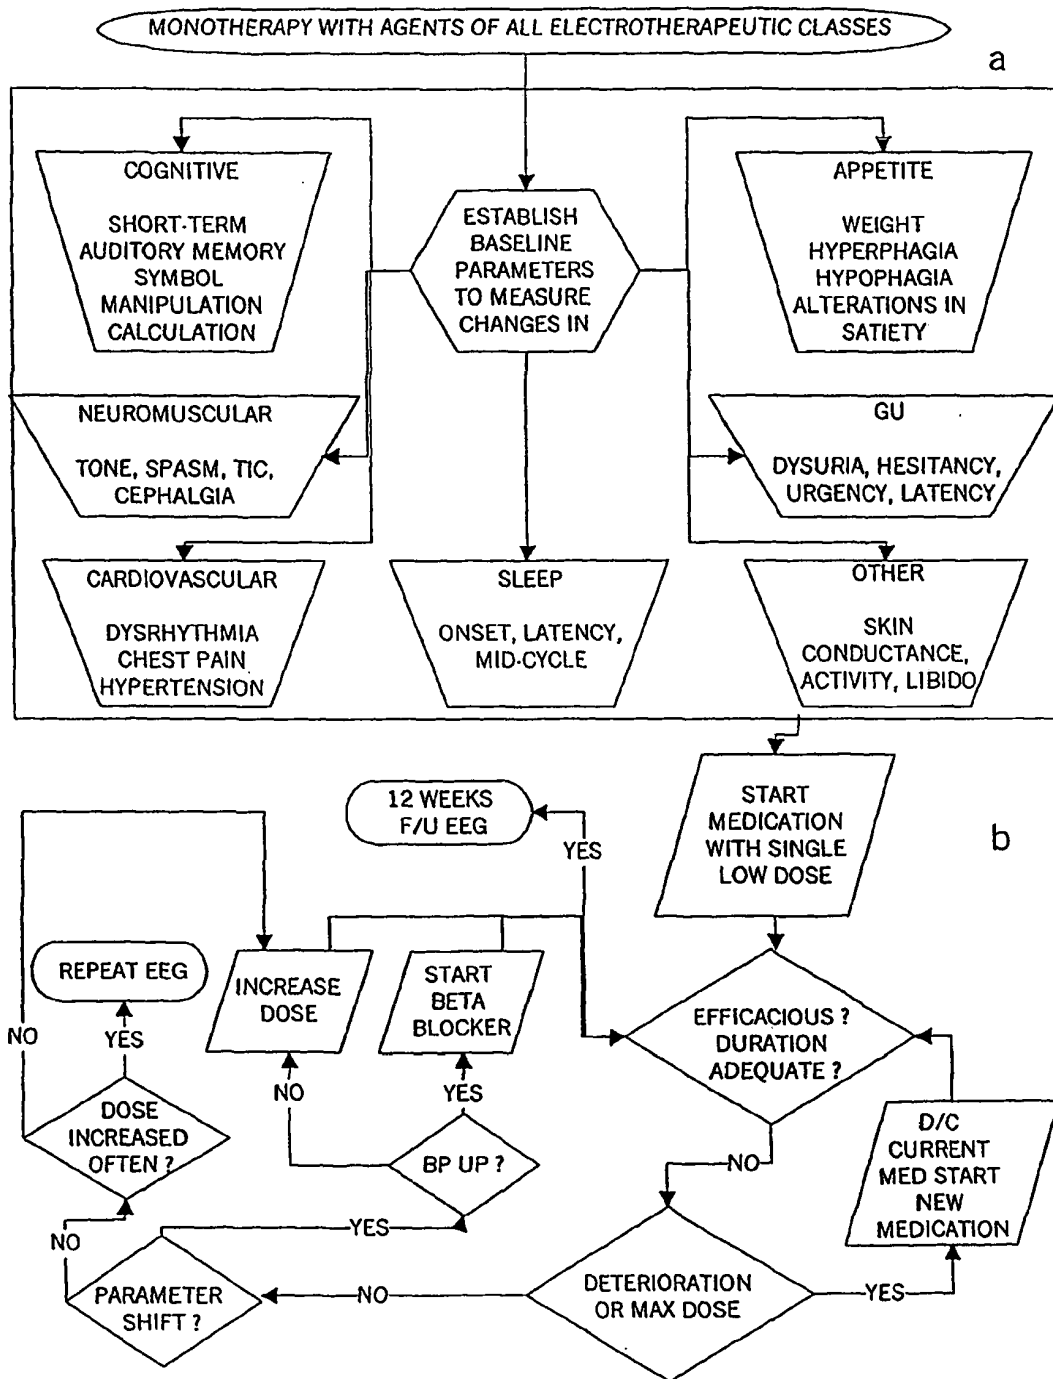 MONOTHERAPY WITH AGENTS OF ALL ELECTROTHERAPEUTIC CLASSES
a
COGNITIVE
SHORT-TERM
AUDITORY MEMORY
SYMBOL
MANIPULATION
CALCULATION
ESTABLISH
BASELINE
PARAMETERS
TO MEASURE
CHANGES IN
APPETITE
WEIGHT
HYPERPHAGIA
HYPOPHAGIA
ALTERATIONS IN
SATIETY
NEUROMUSCULAR
TONE, SPASM, TIC,
CEPHALGIA
GU
DYSURIA, HESITANCY,
URGENCY, LATENCY
CARDIOVASCULAR
DYSRHYTHMIA
CHEST PAIN
HYPERTENSION
SLEEP
ONSET, LATENCY,
MID-CYCLE
OTHER
SKIN
CONDUCTANCE,
ACTIVITY, LIBIDO
b
START
MEDICATION
WITH SINGLE
LOW DOSE
12 WEEKS
F/U EEG
YES
REPEAT EEG
INCREASE
DOSE
START
BETA
BLOCKER
EFFICACIOUS ?
DURATION
ADEQUATE ?
NO
YES
NO
YES
DOSE
INCREASED
OFTEN ?
BP UP ?
NO
D/C
CURRENT
MED START
NEW
MEDICATION
NO
YES
PARAMETER
SHIFT ?
NO
DETERIORATION
OR MAX DOSE
YES